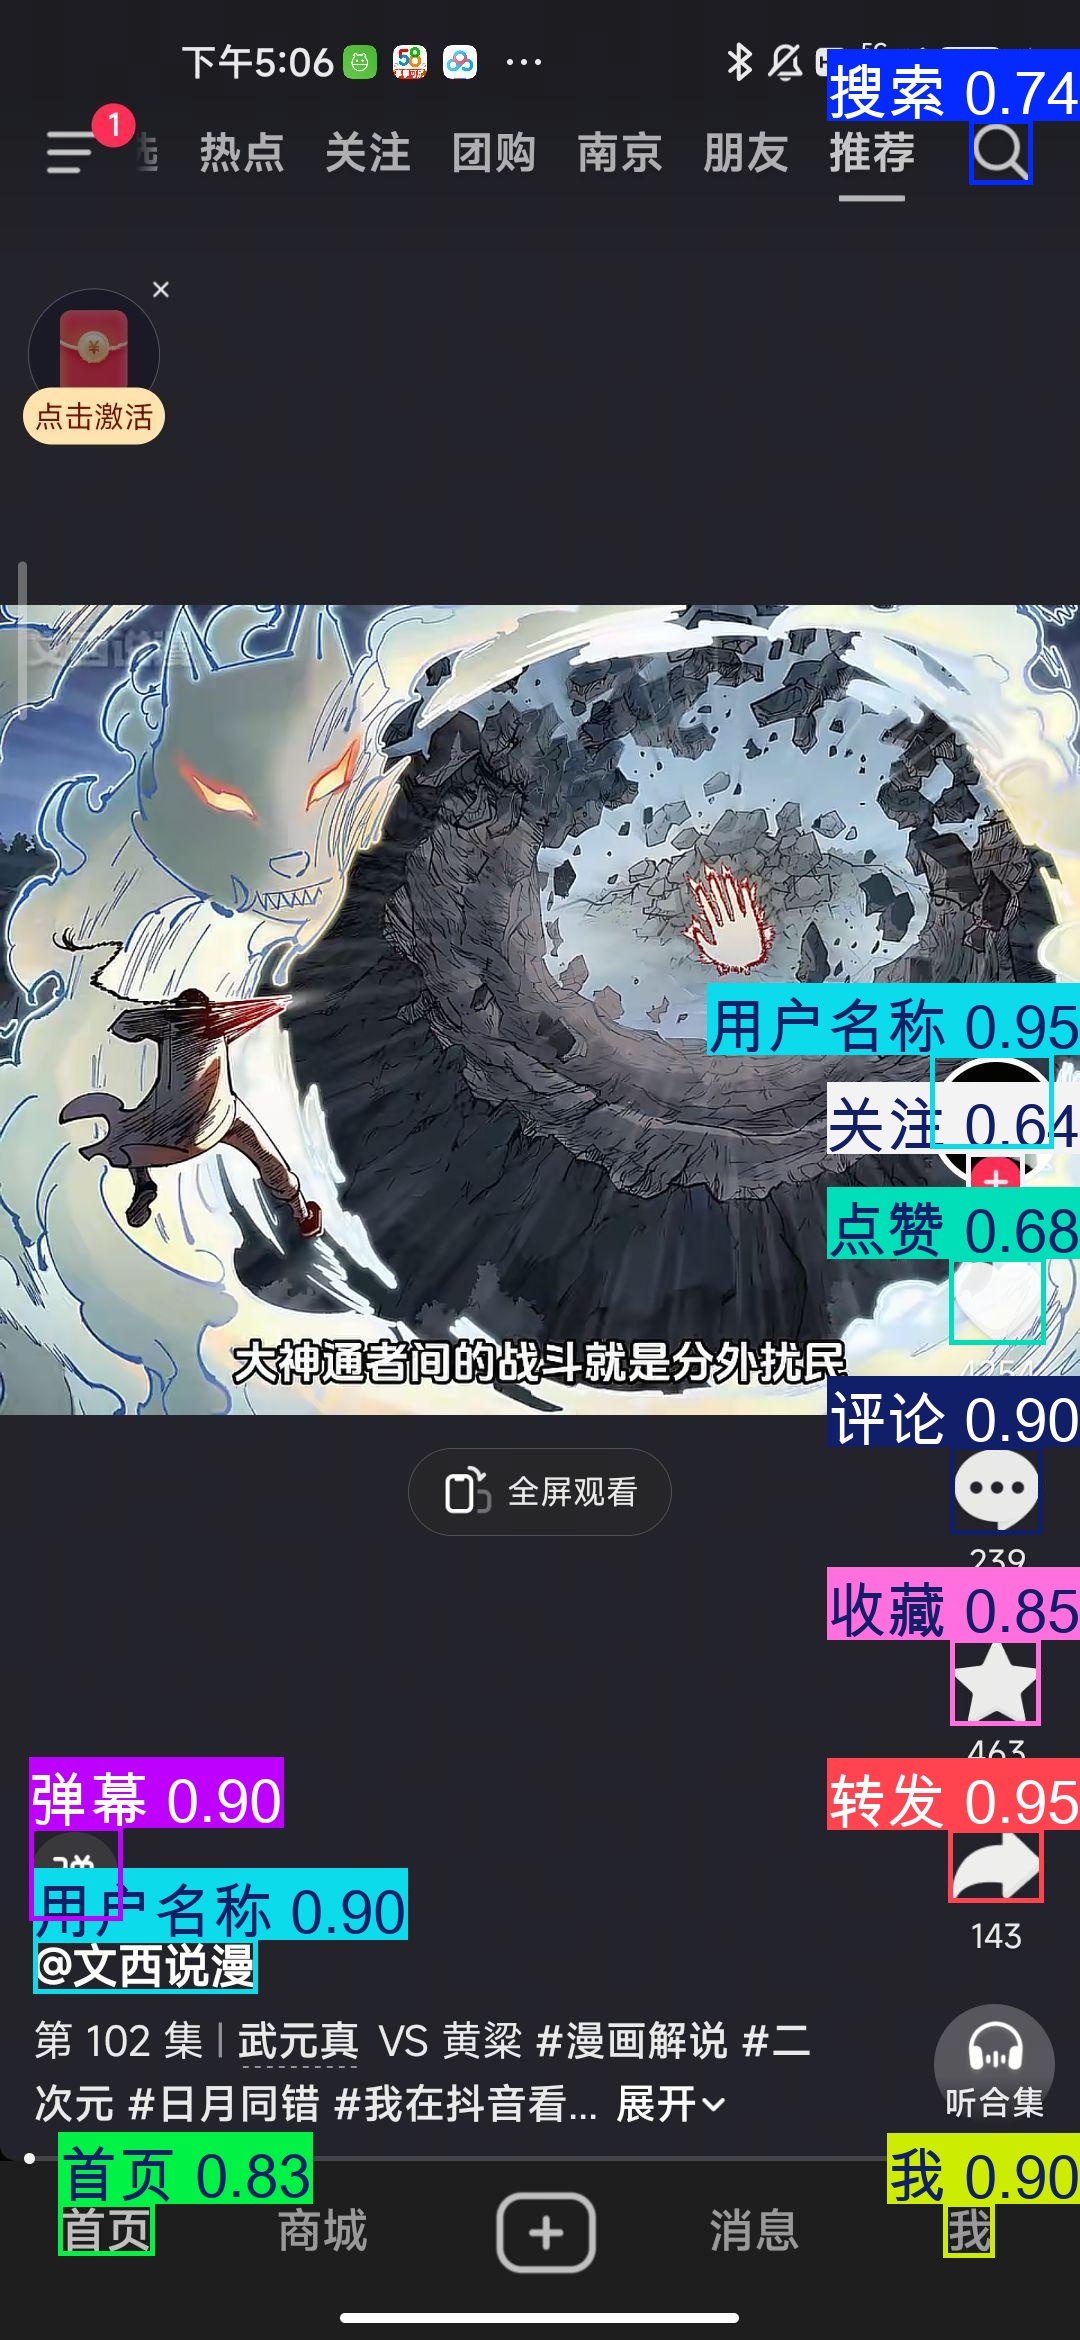 下午5:06 58 ...
搜索 0.74
1
热点 关注 团购 南京 朋友 推荐
点击激活
用户名称 0.95
关注 0.64
点赞 0.68
大神通者间的战斗就是分外扰民
评论 0.90
全屏观看
239
收藏 0.85
463
弹幕 0.90
转发 0.95
用户名称 0.90
143
@文西说漫
第 102 集 | 武元真 VS 黄粱 #漫画解说 #二
次元 #日月同错 #我在抖音看... 展开
听合集
首页 0.83
我 0.90
首页 商城 消息 我